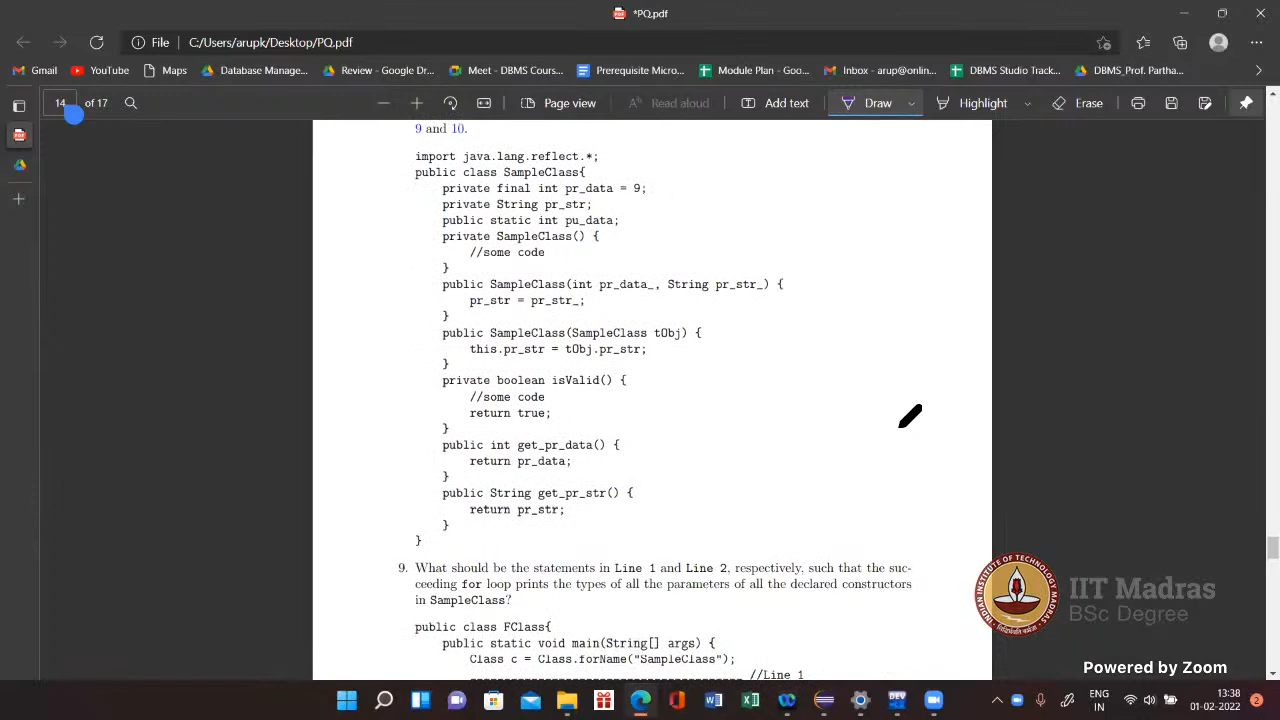 *PQ.pdf
File C:/Users/arupk/Desktop/PQ.pdf
Gmail YouTube Maps Database Manage... Review - Google Dr... Meet - DBMS Cours... Prerequisite Micro... Module Plan - Goo... Inbox - arup@onlin... DBMS Studio Track... DBMS_Prof. Partha...
14 of 17 Page view Read aloud Add text Draw Highlight Erase
9 and 10.
import java.lang.reflect.*;
public class SampleClass{
private final int pr_data = 9;
private String pr_str;
public static int pu_data;
private SampleClass() {
//some code
}
public SampleClass(int pr_data_, String pr_str_) {
pr_str = pr_str_;
}
public SampleClass(SampleClass tObj) {
this.pr_str = tObj.pr_str;
}
private boolean isValid() {
//some code
return true;
}
public int get_pr_data() {
return pr_data;
}
public String get_pr_str() {
return pr_str;
}
}
9. What should be the statements in Line 1 and Line 2, respectively, such that the suc-
ceeding for loop prints the types of all the parameters of all the declared constructors
in SampleClass?
public class FClass{
public static void main(String[] args) {
Class c = Class.forName("SampleClass");
//Line 1
IIT Madras
BSc Degree
Powered by Zoom
ENG
IN
13:38
01-02-2022
2